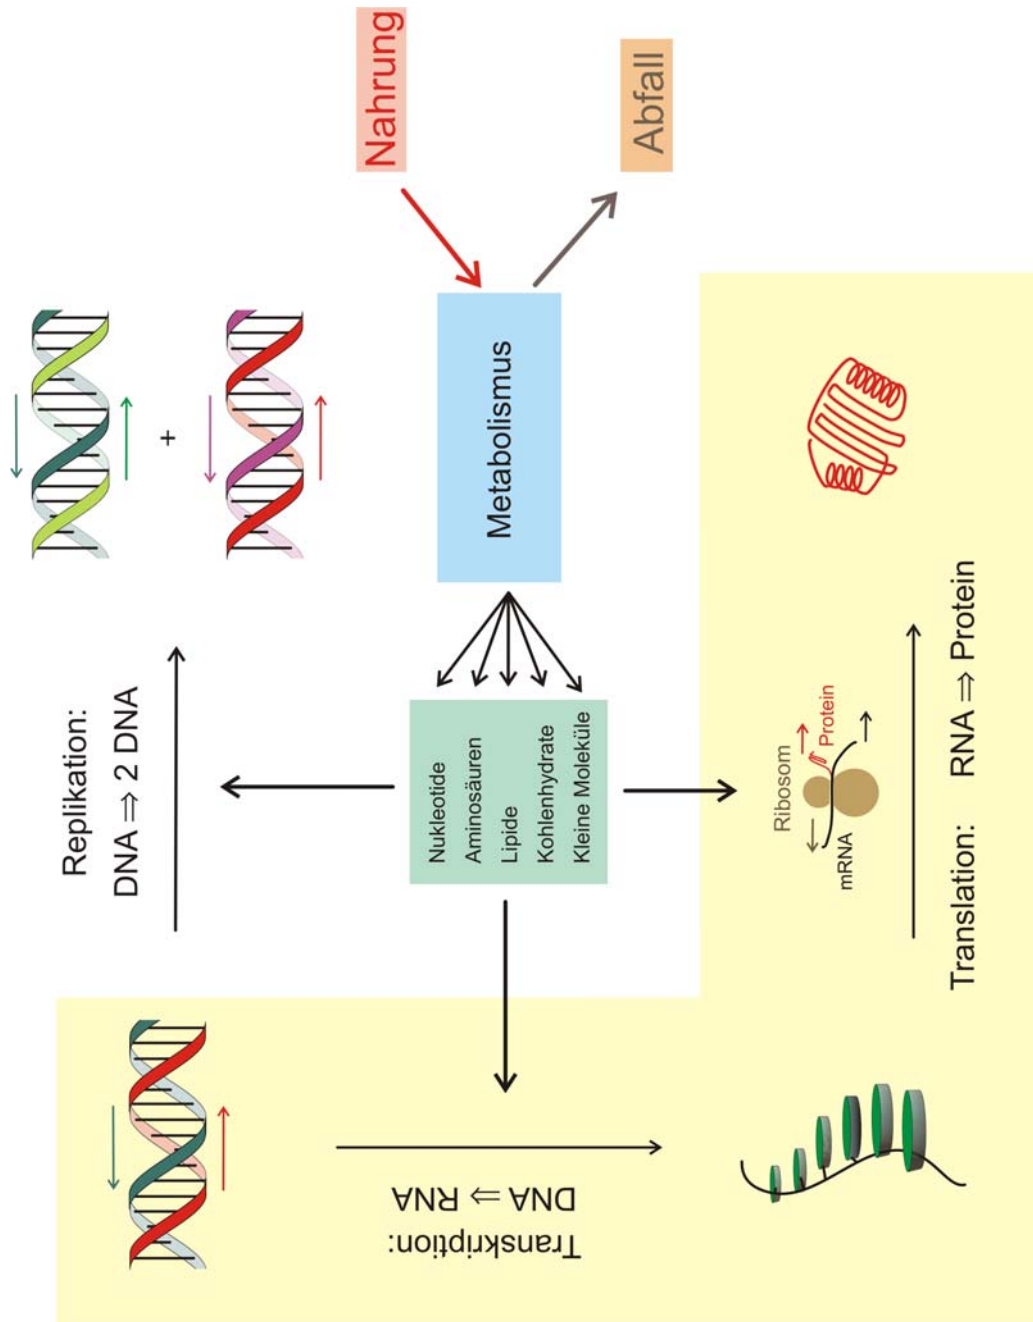 Replikation:
DNA ⇒ 2 DNA
+
Nahrung
Metabolismus
Abfall
Nukleotide
Aminosäuren
Lipide
Kohlenhydrate
Kleine Moleküle
Transkription:
DNA ⇒ RNA
Ribosom
Protein
mRNA
Translation: RNA ⇒ Protein